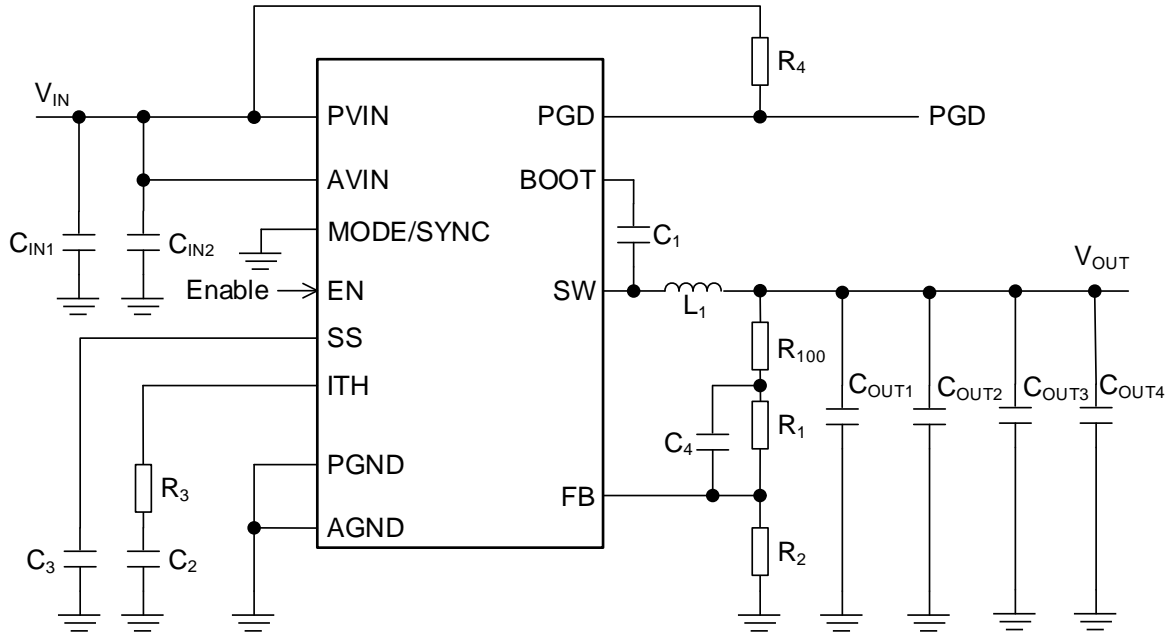 R4
VIN
PVIN
PGD
PGD
AVIN
BOOT
MODE/SYNC
CIN1
CIN2
C1
VOUT
Enable
EN
SW
L1
SS
R100
ITH
COUT1
COUT2
COUT3
COUT4
R1
C4
PGND
R3
FB
AGND
R2
C3
C2